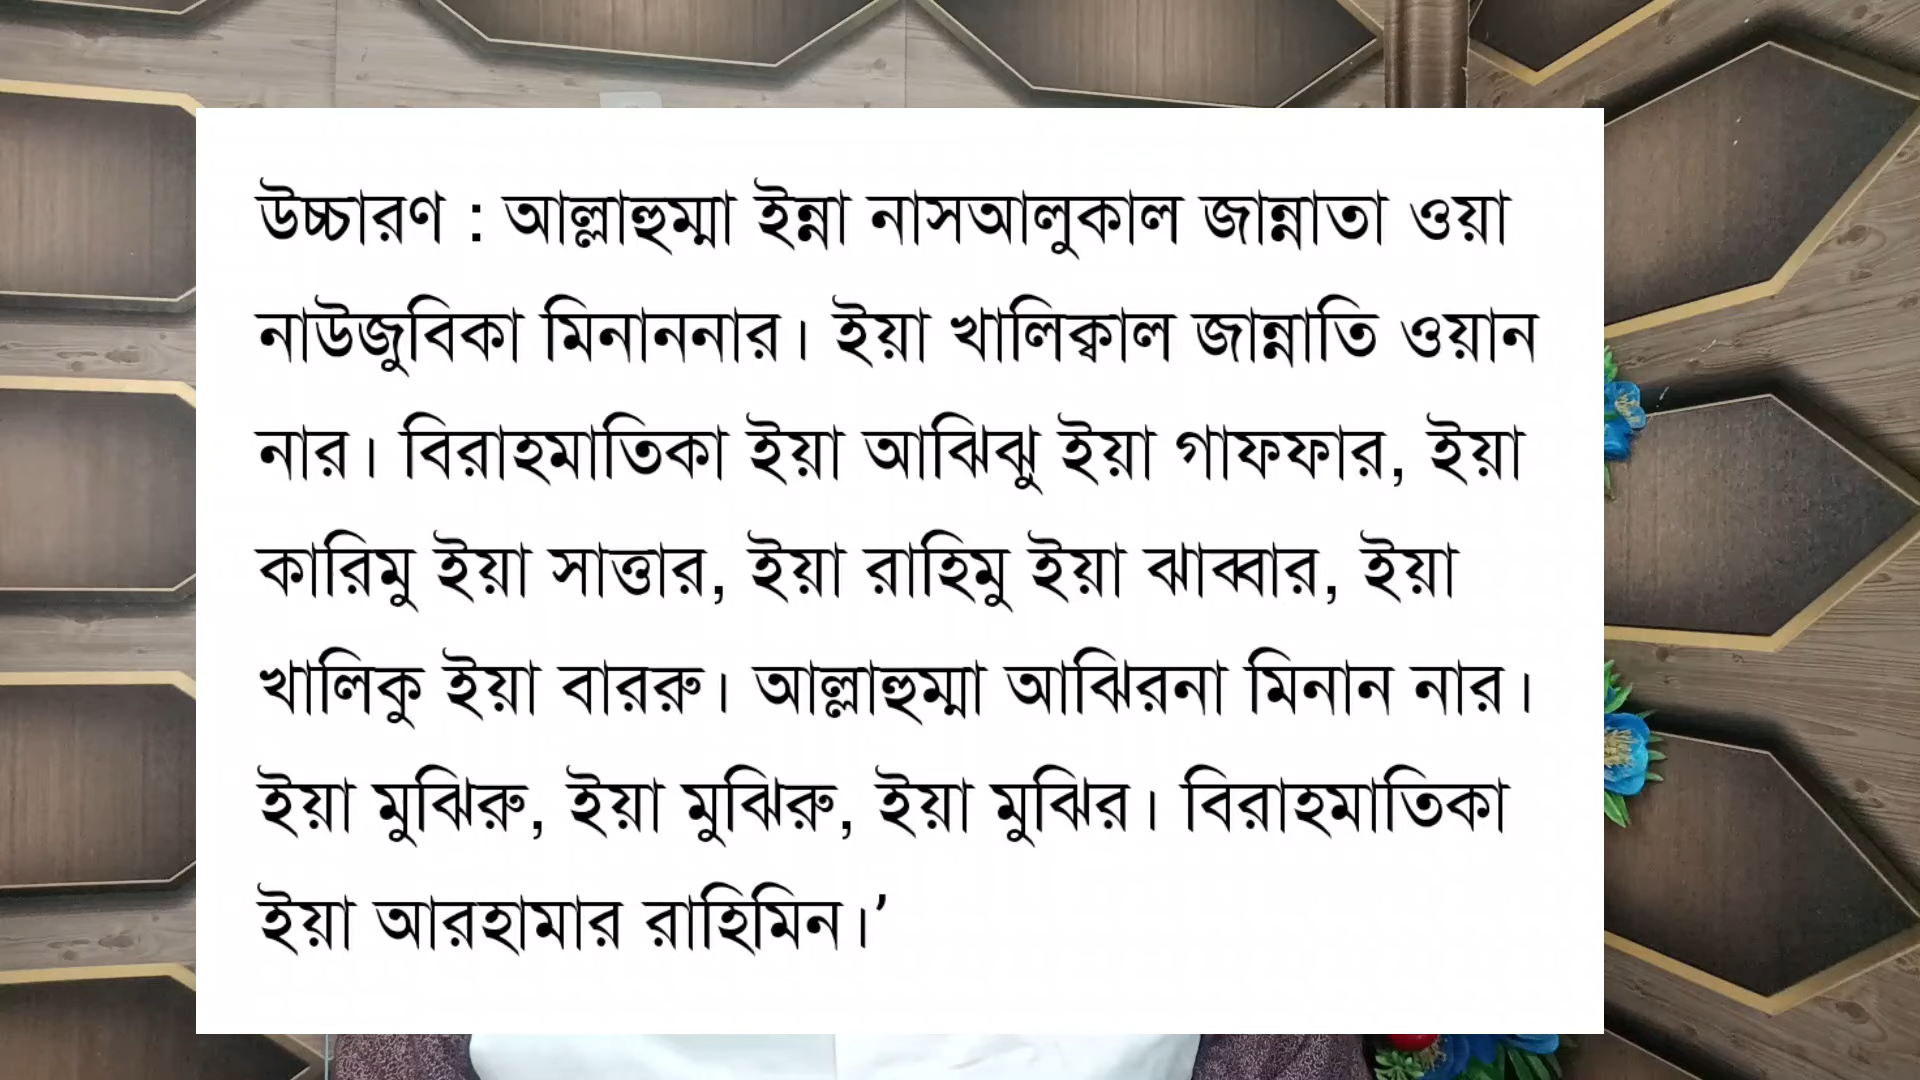 উচ্চারণ : আল্লাহুম্মা ইন্না নাসআলুকাল জান্নাতা ওয়া
নাউজুবিকা মিনাননার। ইয়া খালিক্বাল জান্নাতি ওয়ান
নার। বিরাহমাতিকা ইয়া আঝিঝু ইয়া গাফফার, ইয়া
কারিমু ইয়া সাত্তার, ইয়া রাহিমু ইয়া ঝাব্বার, ইয়া
খালিকু ইয়া বাররু। আল্লাহুম্মা আঝিরনা মিনান নার।
ইয়া মুঝিরু, ইয়া মুঝিরু, ইয়া মুঝির। বিরাহমাতিকা
ইয়া আরহামার রাহিমিন।’